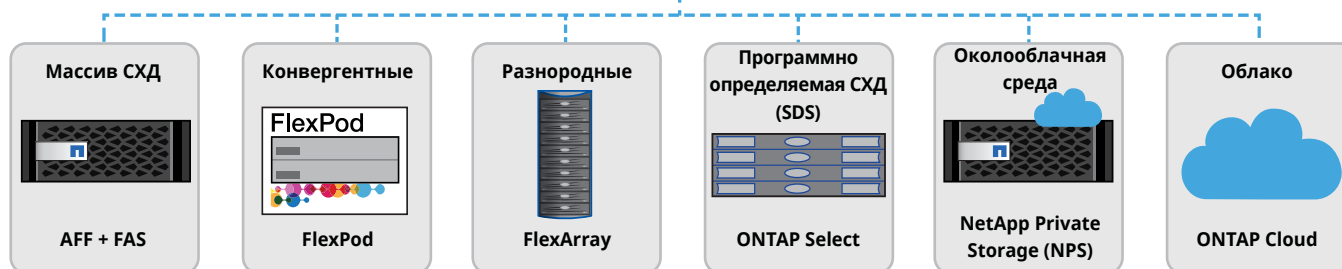 Массив СХД
AFF + FAS
Конвергентные
FlexPod
FlexPod
Разнородные
FlexArray
Программно
определяемая СХД
(SDS)
ONTAP Select
Околооблачная
среда
NetApp Private
Storage (NPS)
Облако
ONTAP Cloud